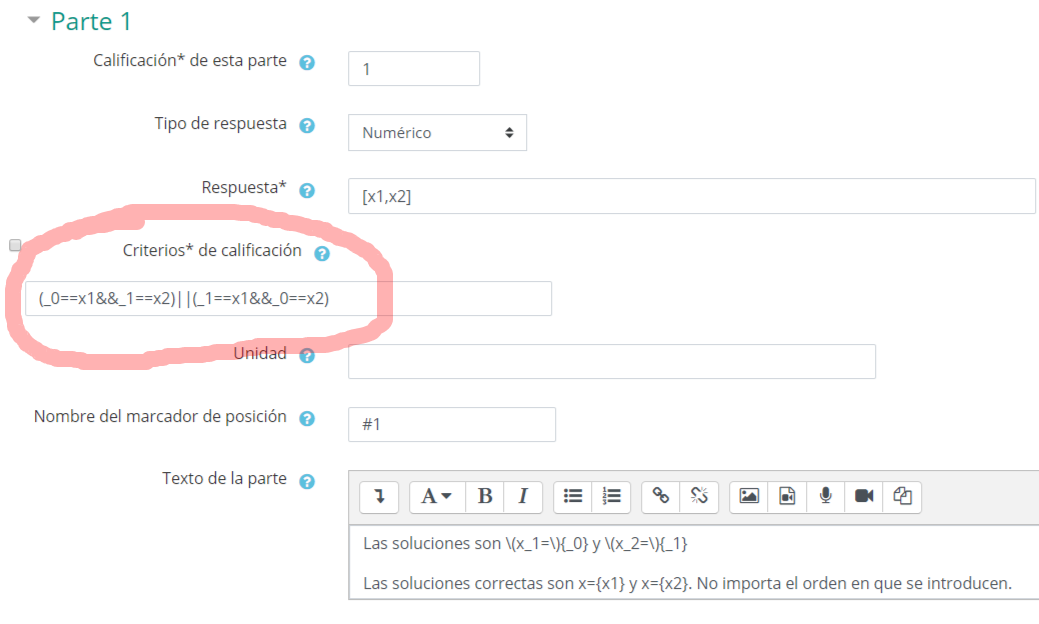 Parte 1
Calificación* de esta parte
1
Tipo de respuesta
Numérico
Respuesta*
[x1,x2]
Criterios* de calificación
(_0==x1&&_1==x2)||(_1==x1&&_0==x2)
Unidad
Nombre del marcador de posición
#1
Texto de la parte
A B I
Las soluciones son \(x_1=\){_0} y \(x_2=\){_1}
Las soluciones correctas son x={x1} y x={x2}. No importa el orden en que se introducen.